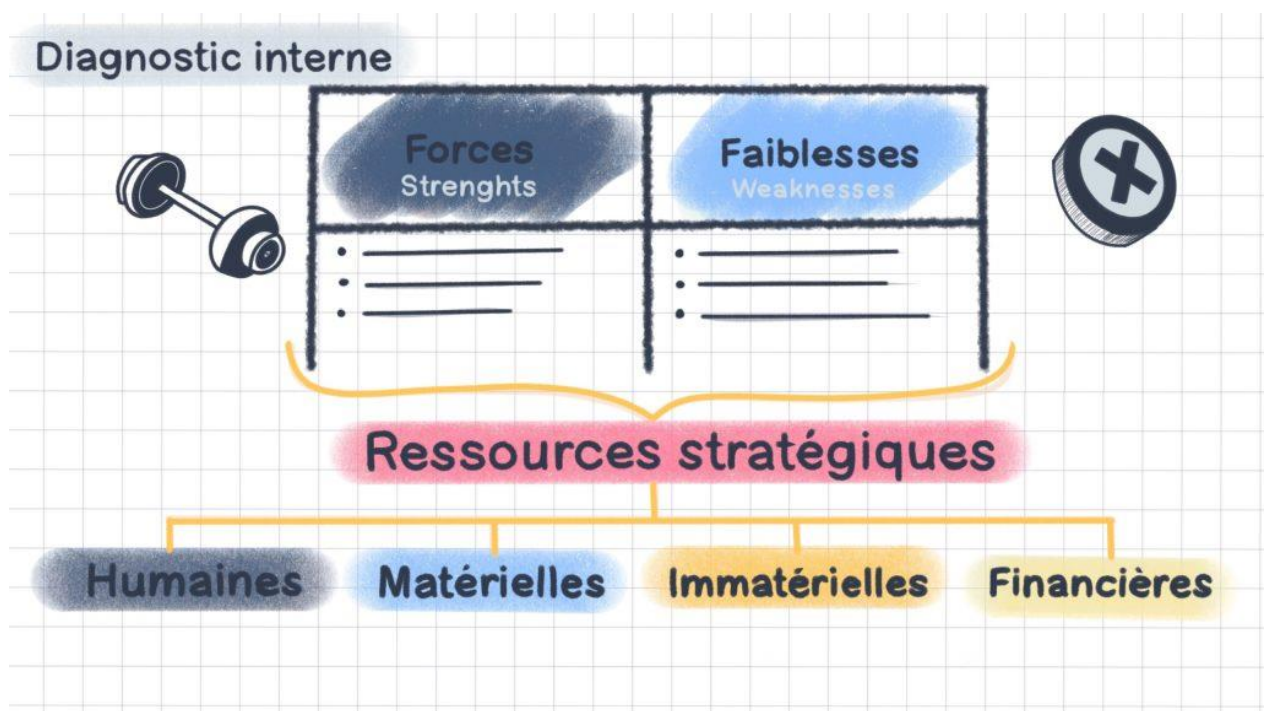 Diagnostic interne
Forces
Strenghts
Faiblesses
Weaknesses
Ressources stratégiques
Humaines
Matérielles
Immatérielles
Financières